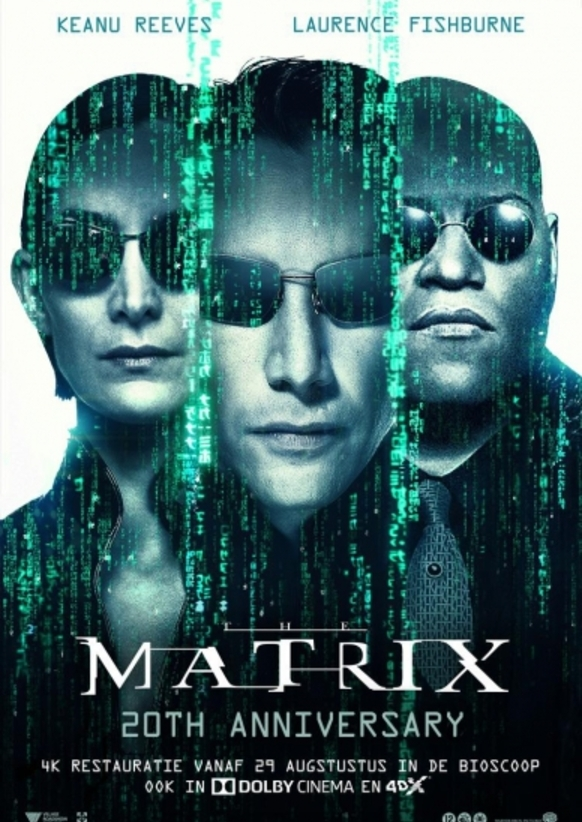 KEANU REEVES LAURENCE FISHBURNE
THE
MATRIX
20TH ANNIVERSARY
4K RESTAURATIE VANAF 29 AUGSTUSTUS IN DE BIOSCOOP
OOK IN DOLBY CINEMA EN 4DX